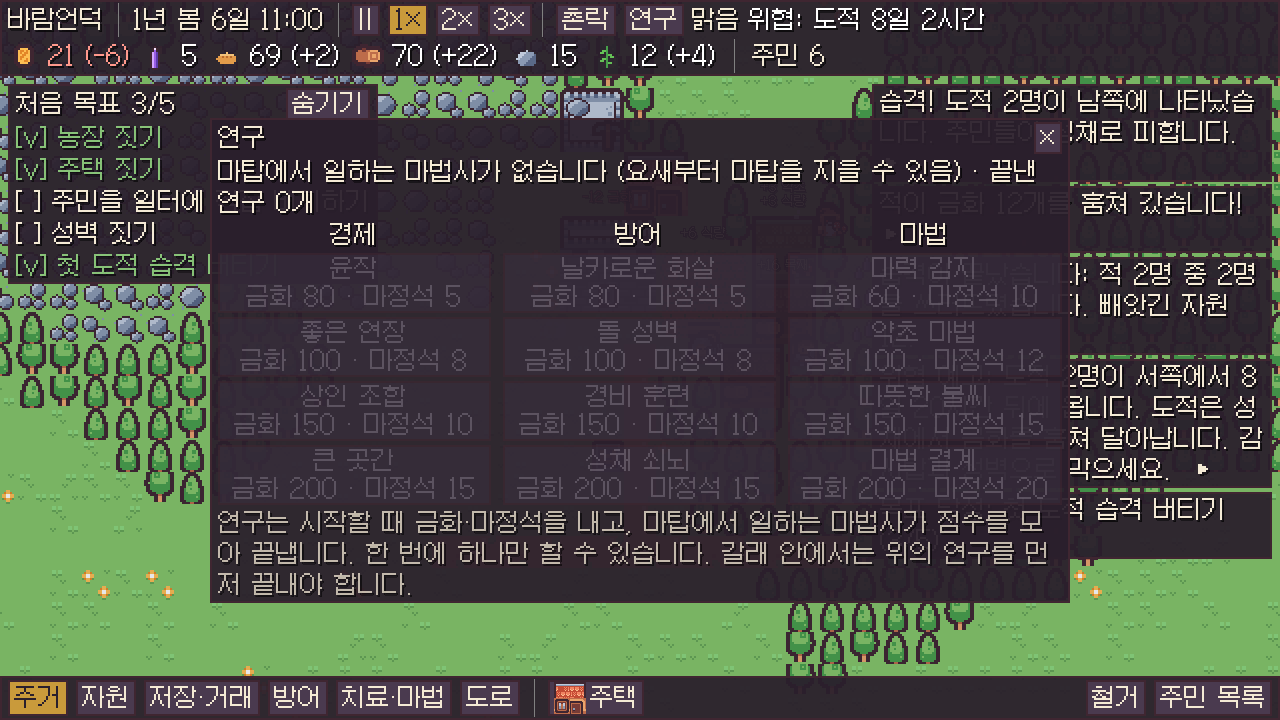 바람언덕 1년 봄 6일 11:00 || 1× 2× 3× 촌락 연구 맑음 위협: 도적 8일 2시간
21 (-6) 5 69 (+2) 70 (+22) 15 12 (+4) 주민 6
처음 목표 3/5 숨기기
[v] 농장 짓기
[v] 주택 짓기
[ ] 주민을 일터에
[ ] 성벽 짓기
[v] 첫 도적 습격 버티기
습격! 도적 2명이 남쪽에 나타났습
니다. 주민들이
채로 피합니다.
적이 금화 12개를 훔쳐 갔습니다!
: 적 2명 중 2명
. 빼앗긴 자원
2명이 서쪽에서 8
. 도적은 성
쳐 달아납니다. 감
막으세요.
적 습격 버티기
연구 ×
마탑에서 일하는 마법사가 없습니다 (요새부터 마탑을 지을 수 있음) · 끝낸
연구 0개
경제 방어 마법
윤작 날카로운 화살 마력 감지
금화 80 · 마정석 5 금화 80 · 마정석 5 금화 60 · 마정석 10
좋은 연장 돌 성벽 약초 마법
금화 100 · 마정석 8 금화 100 · 마정석 8 금화 100 · 마정석 12
상인 조합 경비 훈련 따뜻한 불씨
금화 150 · 마정석 10 금화 150 · 마정석 10 금화 150 · 마정석 15
큰 곳간 성채 쇠뇌 마법 결계
금화 200 · 마정석 15 금화 200 · 마정석 15 금화 200 · 마정석 20
연구는 시작할 때 금화·마정석을 내고, 마탑에서 일하는 마법사가 점수를 모
아 끝냅니다. 한 번에 하나만 할 수 있습니다. 갈래 안에서는 위의 연구를 먼
저 끝내야 합니다.
주거 자원 저장·거래 방어 치료·마법 도로 주택 철거 주민 목록